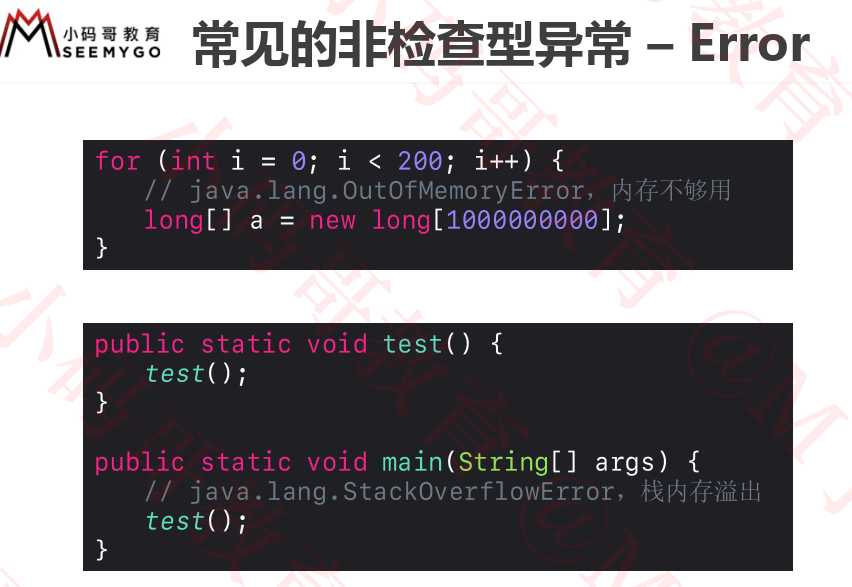 小码哥教育
SEEMYGO
常见的非检查型异常 – Error
for (int i = 0; i < 200; i++) {
    // java.lang.OutOfMemoryError，内存不够用
    long[] a = new long[1000000000];
}
public static void test() {
    test();
}
public static void main(String[] args) {
    // java.lang.StackOverflowError，栈内存溢出
    test();
}